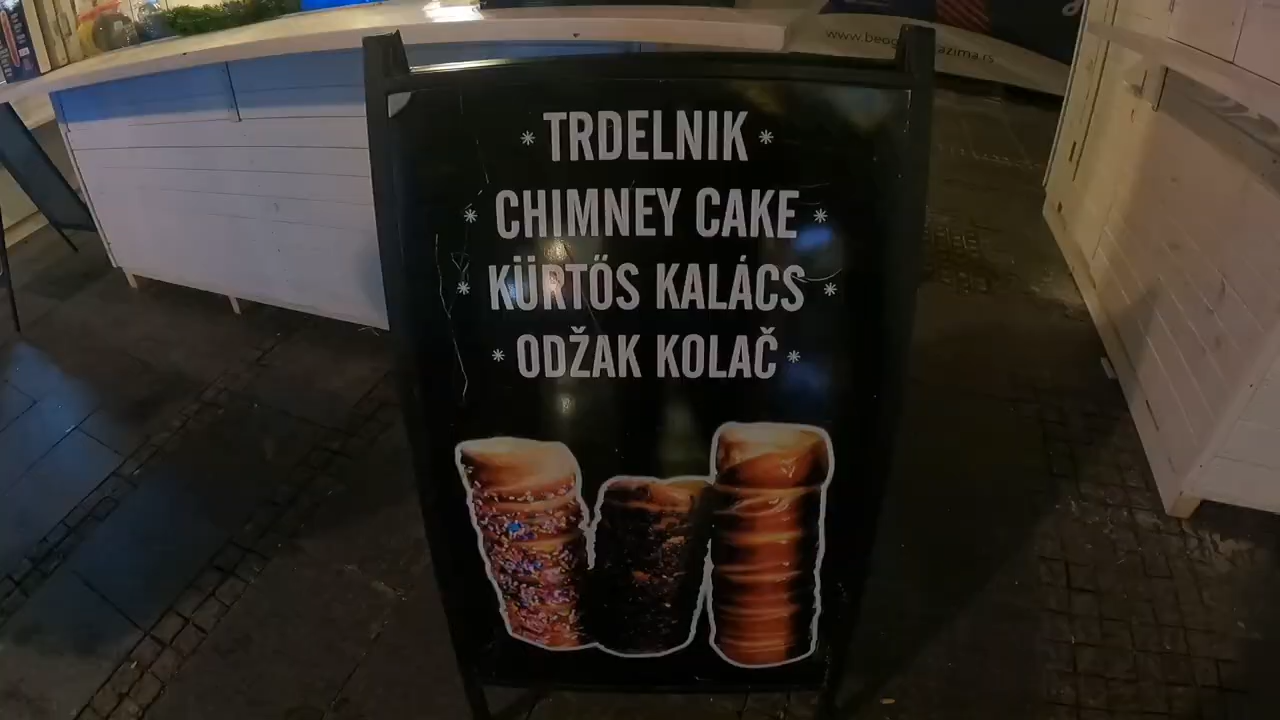 * TRDELNIK *
* CHIMNEY CAKE *
* KÜRTŐS KALÁCS *
* ODŽAK KOLAČ *